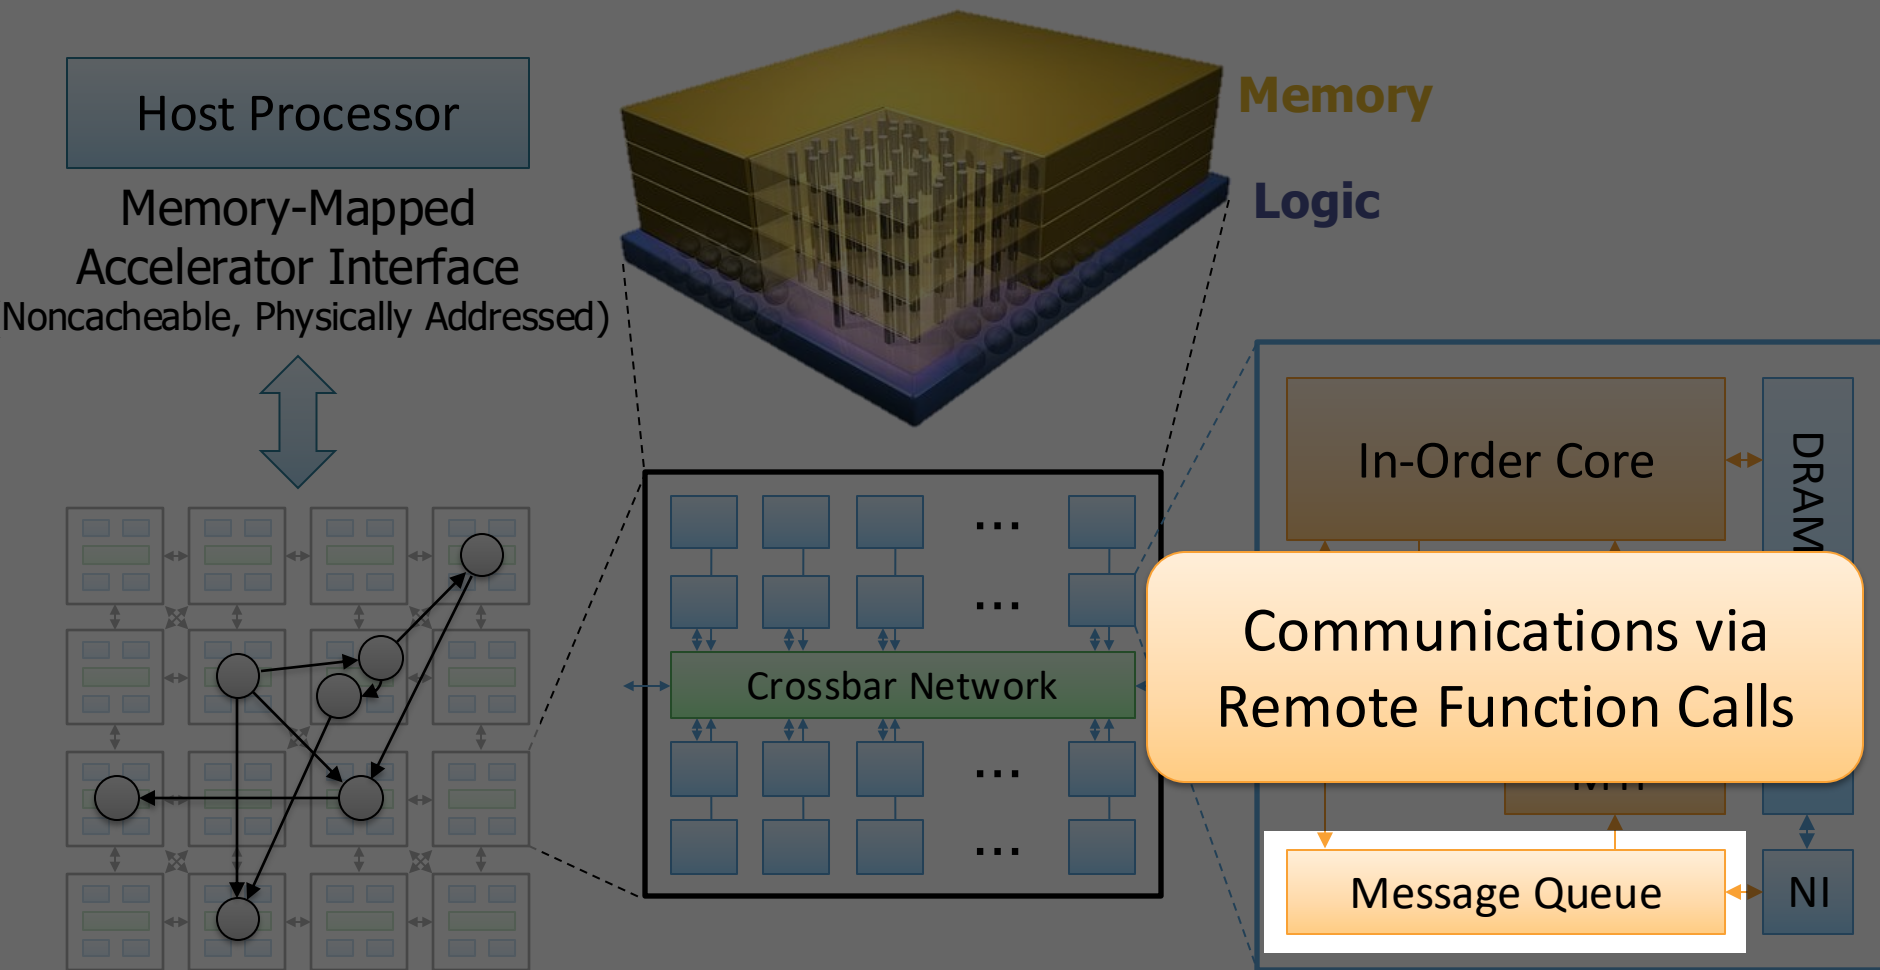 Host Processor
Memory-Mapped
Accelerator Interface
Noncacheable, Physically Addressed)
Memory
Logic
Crossbar Network
...
...
...
...
In-Order Core
DRAM
Communications via
Remote Function Calls
Message Queue
NI